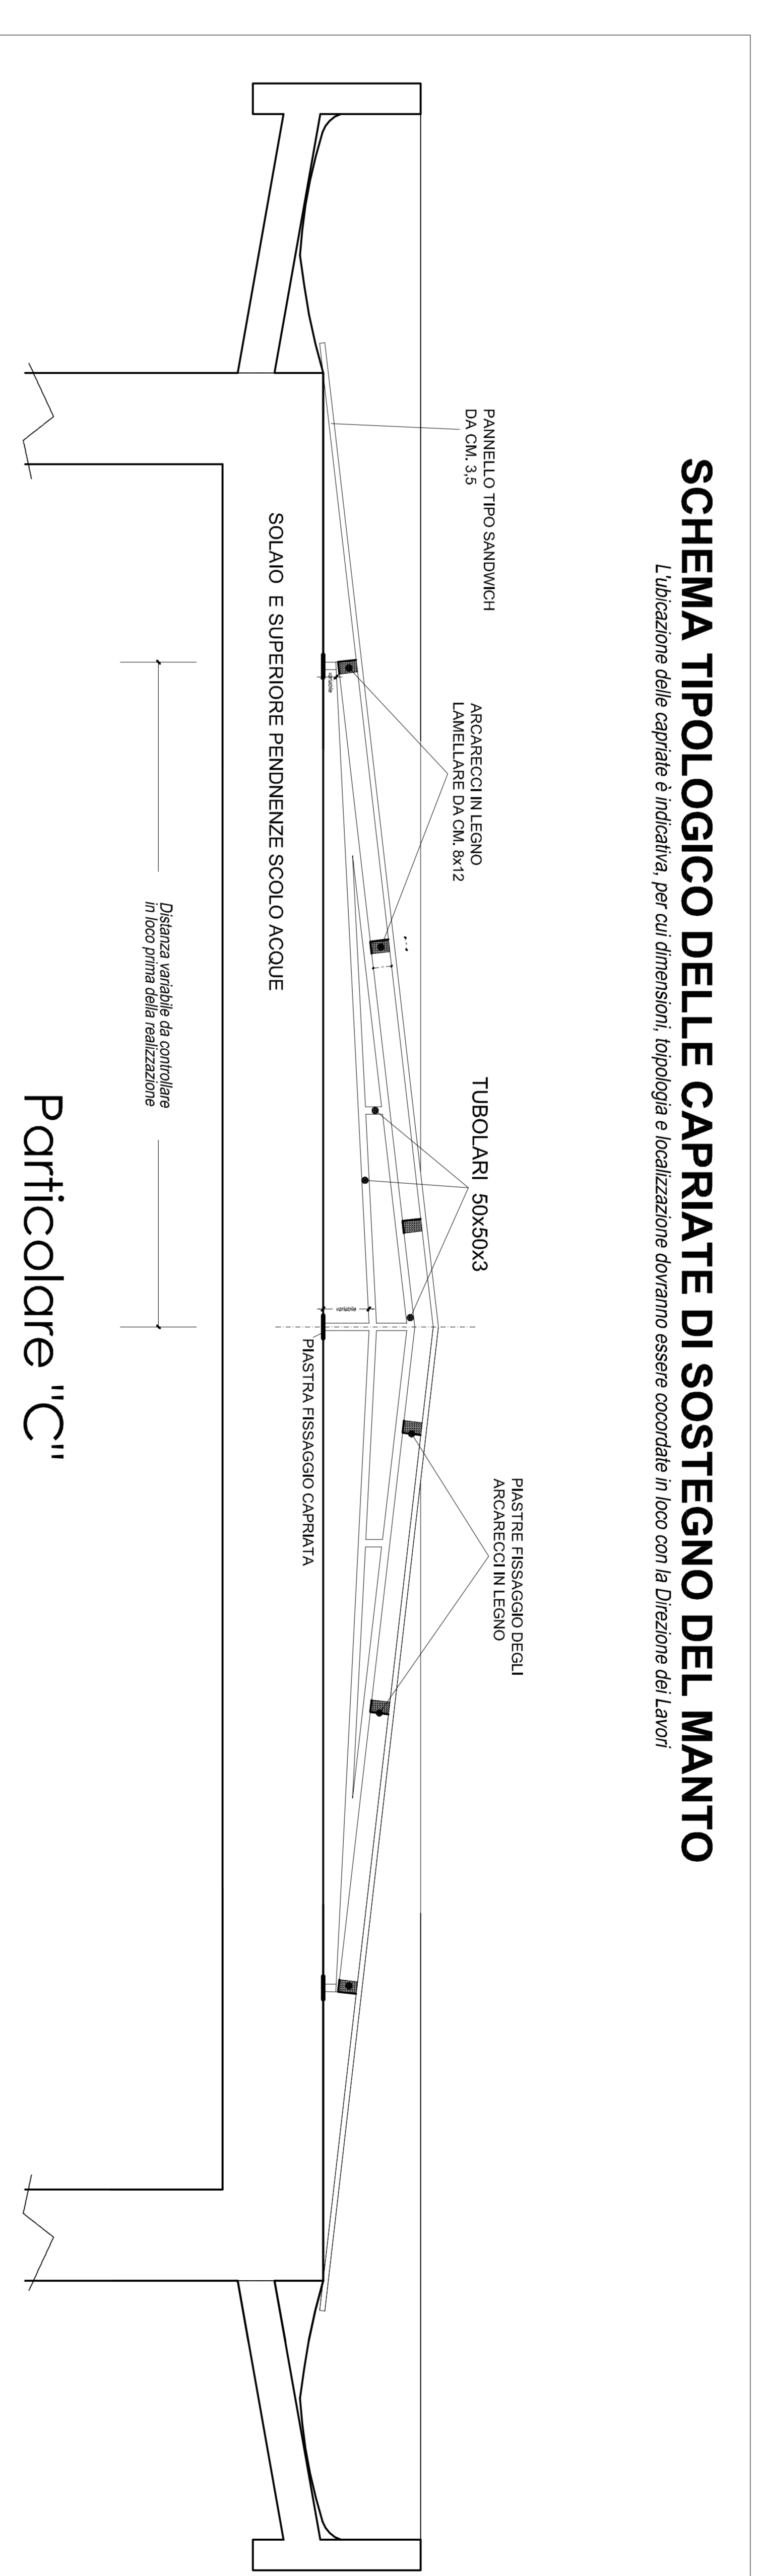 SCHEMA TIPOLOGICO DELLE CAPRIATE DI SOSTEGNO DEL MANTO
L'ubicazione delle capriate è indicativa, per cui dimensioni, toipologia e localizzazione dovranno essere cocordate in loco con la Direzione dei Lavori
PANNELLO TIPO SANDWICH
DA CM. 3,5
ARCARECCI IN LEGNO
LAMELLARE DA CM. 8x12
TUBOLARI 50x50x3
PIASTRE FISSAGGIO DEGLI
ARCARECCI IN LEGNO
variabile
variabile
PIASTRA FISSAGGIO CAPRIATA
SOLAIO E SUPERIORE PENDNENZE SCOLO ACQUE
Distanza variabile da controllare
in loco prima della realizzazione
Particolare "C"